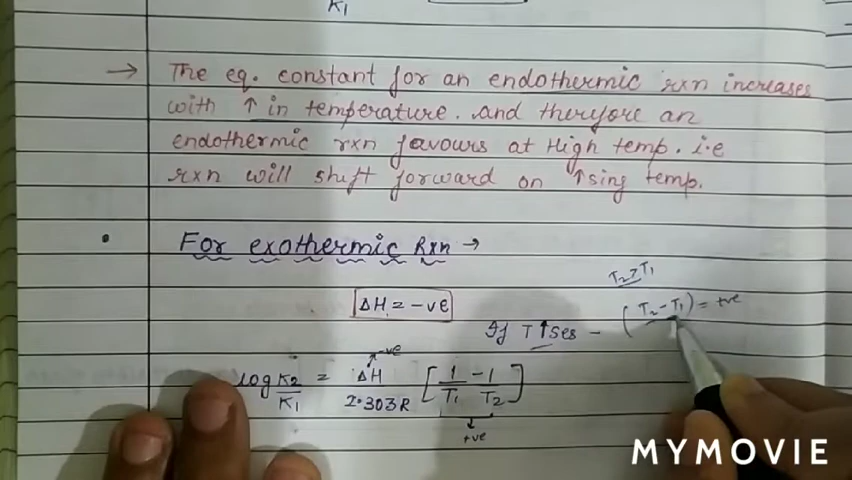 K1
→ The eq. constant for an endothermic rxn increases
with ↑ in temperature. And therfore an
endothermic rxn favours at High temp. i.e
rxn will shift forward on ↑sing temp.
• For exothermic Rxn →
T2>T1
ΔH = -ve
If T↑ses - (T2-T1) = +ve
log K2/K1 = ΔH/2.303R [1/T1 - 1/T2]
-ve
+ve
MYMOVIE